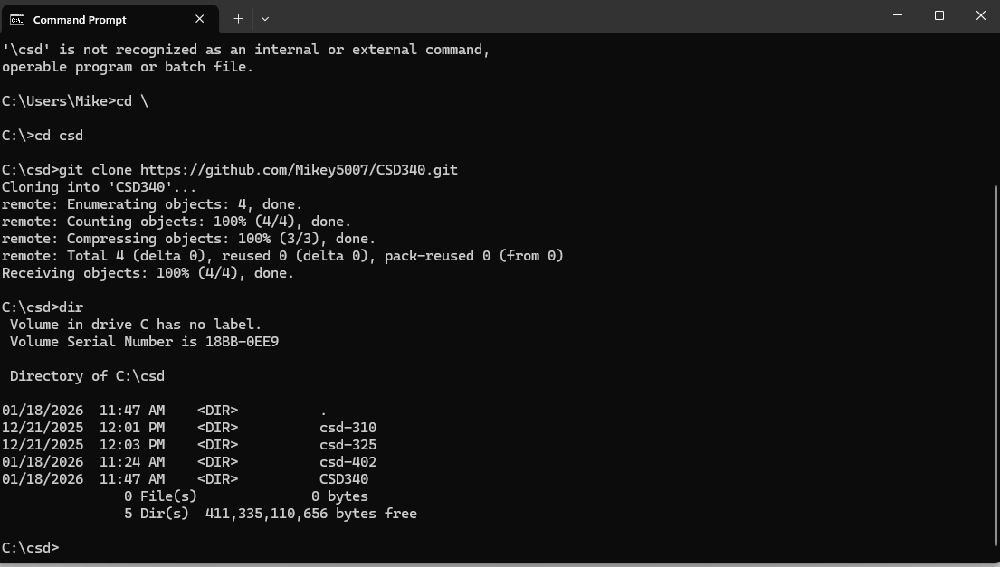 Command Prompt
'\csd' is not recognized as an internal or external command,
operable program or batch file.
C:\Users\Mike>cd \
C:\>cd csd
C:\csd>git clone https://github.com/Mikey5007/CSD340.git
Cloning into 'CSD340'...
remote: Enumerating objects: 4, done.
remote: Counting objects: 100% (4/4), done.
remote: Compressing objects: 100% (3/3), done.
remote: Total 4 (delta 0), reused 0 (delta 0), pack-reused 0 (from 0)
Receiving objects: 100% (4/4), done.
C:\csd>dir
 Volume in drive C has no label.
 Volume Serial Number is 18BB-0EE9
 Directory of C:\csd
01/18/2026  11:47 AM    <DIR>          .
12/21/2025  12:01 PM    <DIR>          csd-310
12/21/2025  12:03 PM    <DIR>          csd-325
01/18/2026  11:24 AM    <DIR>          csd-402
01/18/2026  11:47 AM    <DIR>          CSD340
               0 File(s)              0 bytes
               5 Dir(s)  411,335,110,656 bytes free
C:\csd>